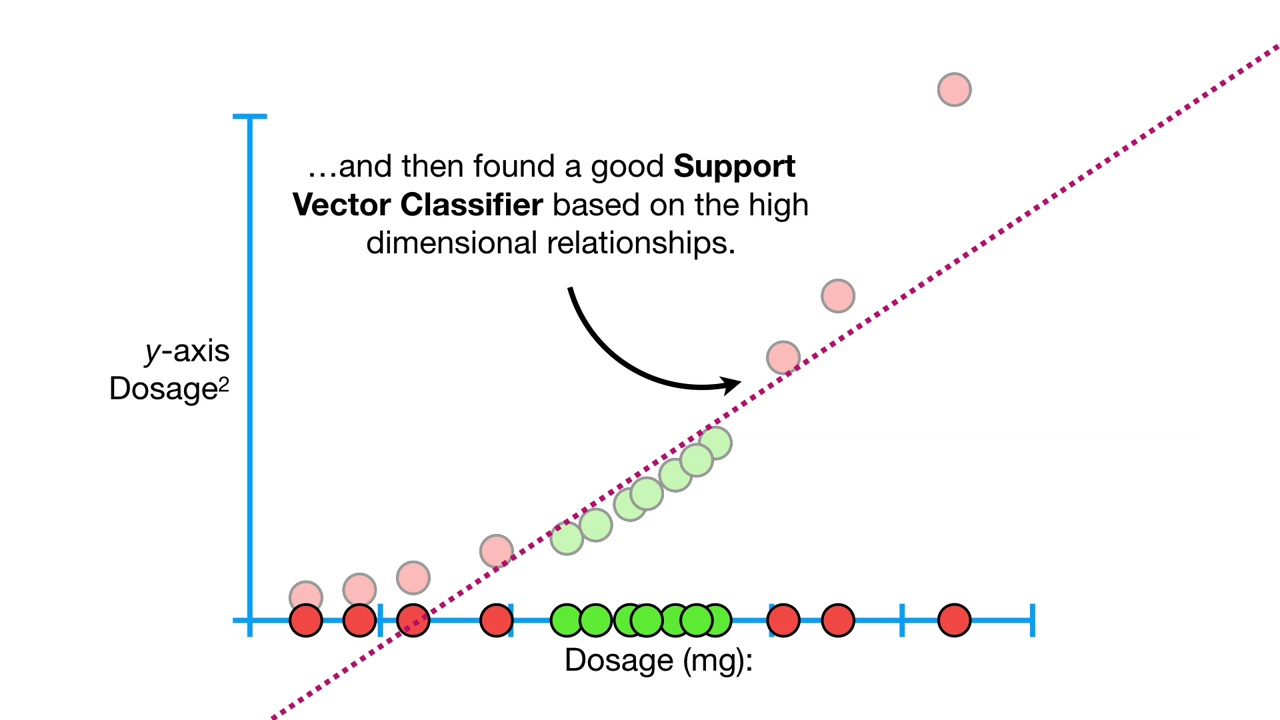 …and then found a good Support
Vector Classifier based on the high
dimensional relationships.
y-axis
Dosage²
Dosage (mg):